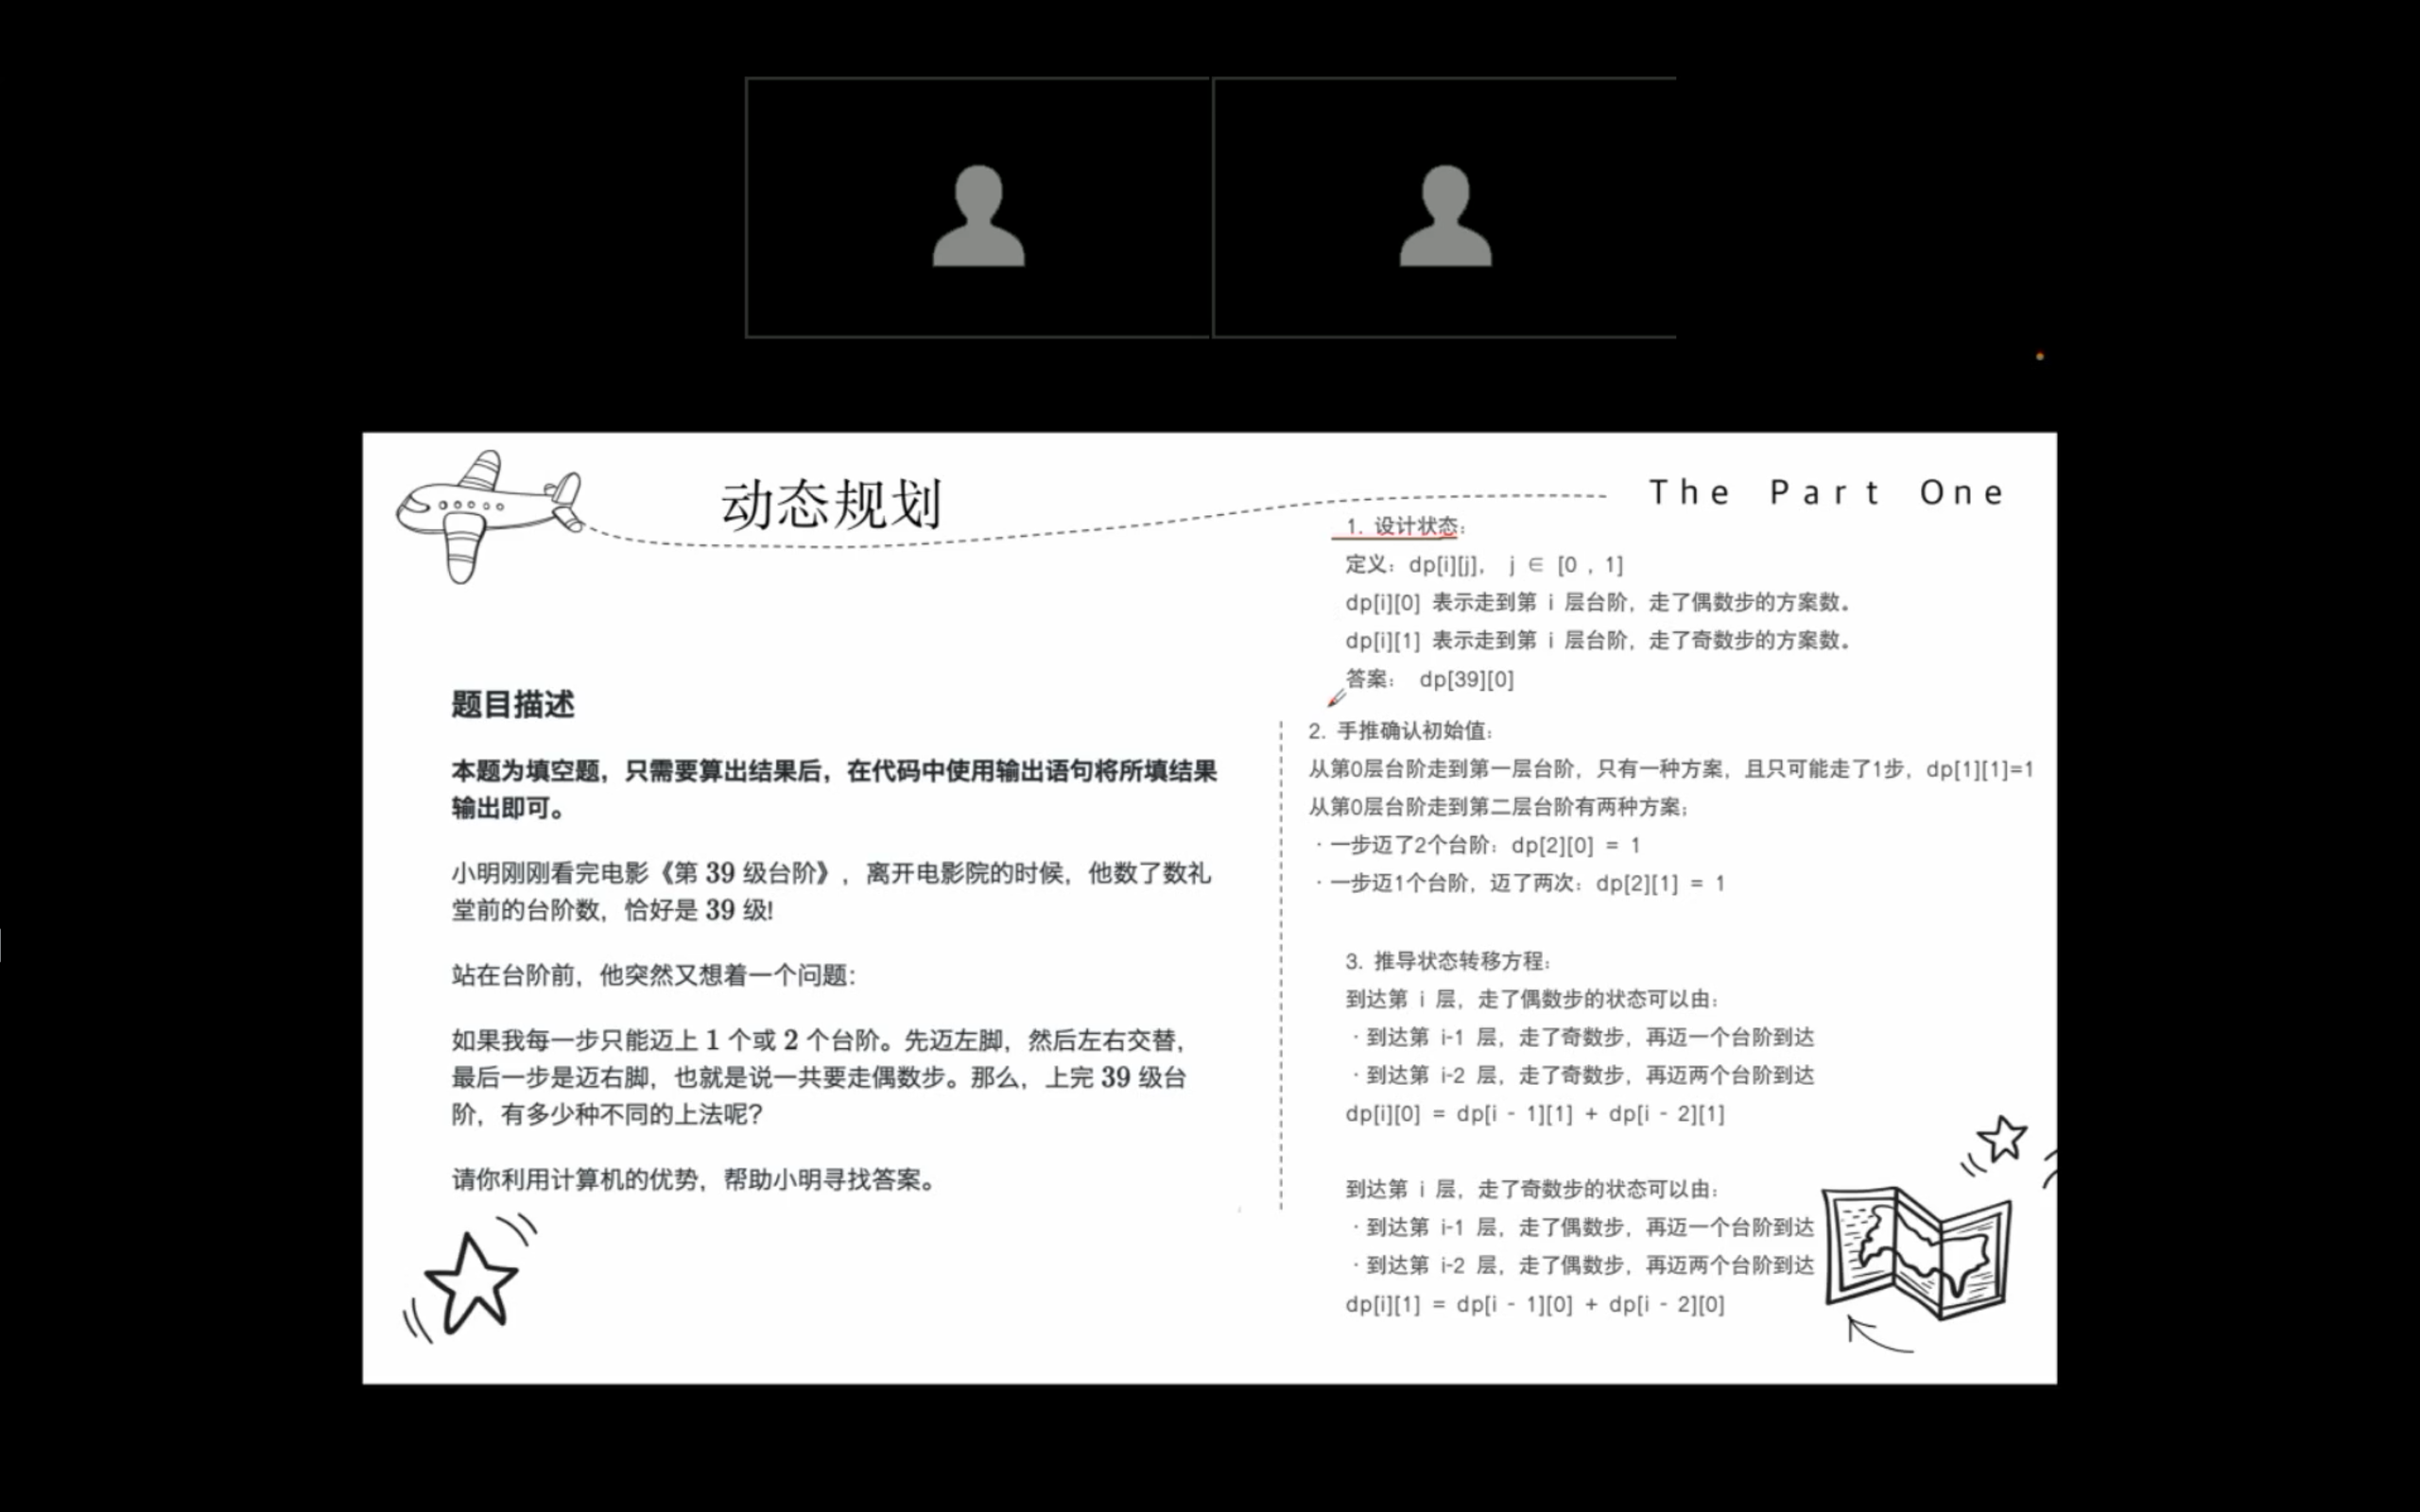 动态规划
The Part One
题目描述
本题为填空题，只需要算出结果后，在代码中使用输出语句将所填结果
输出即可。
小明刚刚看完电影《第 39 级台阶》，离开电影院的时候，他数了数礼
堂前的台阶数，恰好是 39 级!
站在台阶前，他突然又想着一个问题:
如果我每一步只能迈上 1 个或 2 个台阶。先迈左脚，然后左右交替，
最后一步是迈右脚，也就是说一共要走偶数步。那么，上完 39 级台
阶，有多少种不同的上法呢?
请你利用计算机的优势，帮助小明寻找答案。
1. 设计状态:
定义: dp[i][j], j ∈ [0 , 1]
dp[i][0] 表示走到第 i 层台阶，走了偶数步的方案数。
dp[i][1] 表示走到第 i 层台阶，走了奇数步的方案数。
答案: dp[39][0]
2. 手推确认初始值:
从第0层台阶走到第一层台阶，只有一种方案，且只可能走了1步，dp[1][1]=1
从第0层台阶走到第二层台阶有两种方案;
· 一步迈了2个台阶: dp[2][0] = 1
· 一步迈1个台阶，迈了两次: dp[2][1] = 1
3. 推导状态转移方程:
到达第 i 层，走了偶数步的状态可以由:
· 到达第 i-1 层，走了奇数步，再迈一个台阶到达
· 到达第 i-2 层，走了奇数步，再迈两个台阶到达
dp[i][0] = dp[i - 1][1] + dp[i - 2][1]
到达第 i 层，走了奇数步的状态可以由:
· 到达第 i-1 层，走了偶数步，再迈一个台阶到达
· 到达第 i-2 层，走了偶数步，再迈两个台阶到达
dp[i][1] = dp[i - 1][0] + dp[i - 2][0]